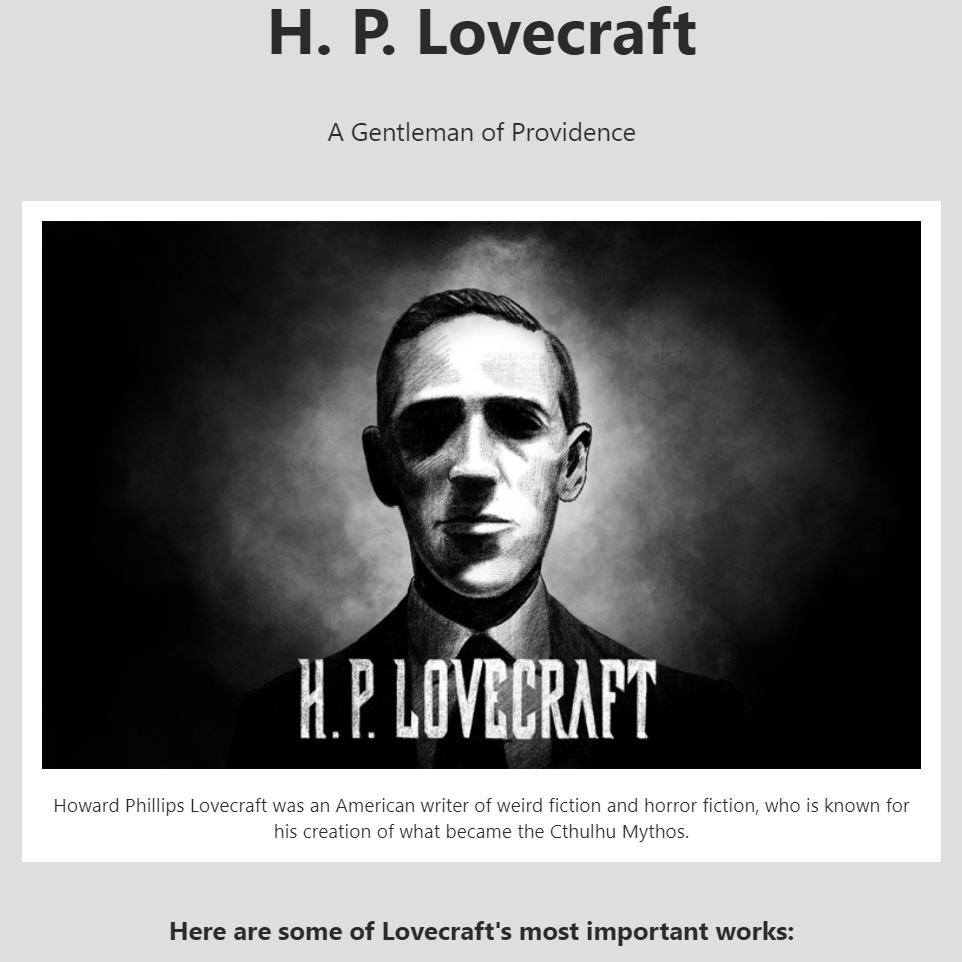 H. P. Lovecraft
A Gentleman of Providence
H. P. LOVECRAFT
Howard Phillips Lovecraft was an American writer of weird fiction and horror fiction, who is known for
his creation of what became the Cthulhu Mythos.
Here are some of Lovecraft's most important works: